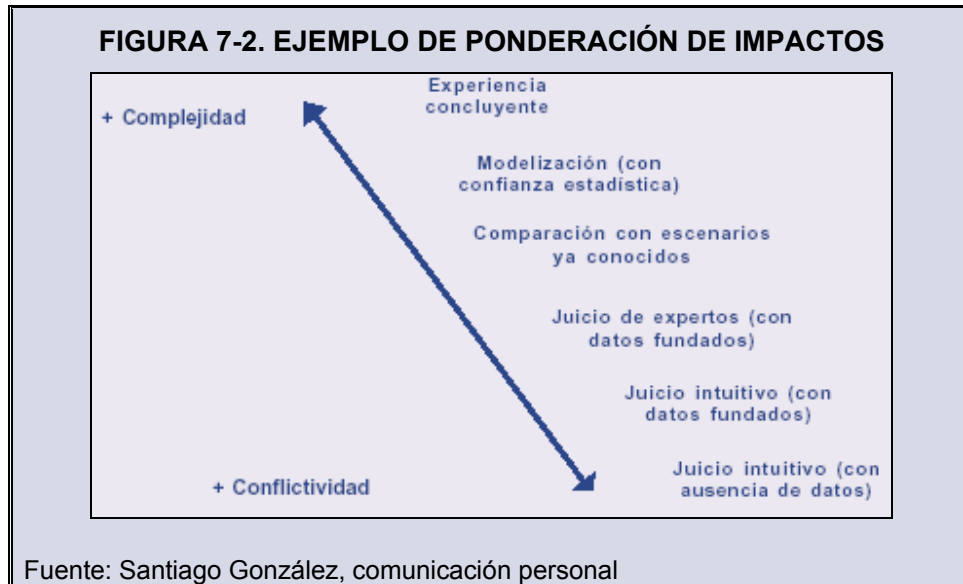 FIGURA 7-2. EJEMPLO DE PONDERACIÓN DE IMPACTOS
Experiencia
concluyente
+ Complejidad
Modelización (con
confianza estadística)
Comparación con escenarios
ya conocidos
Juicio de expertos (con
datos fundados)
Juicio intuitivo (con
datos fundados)
Juicio intuitivo (con
ausencia de datos)
+ Conflictividad
Fuente: Santiago González, comunicación personal